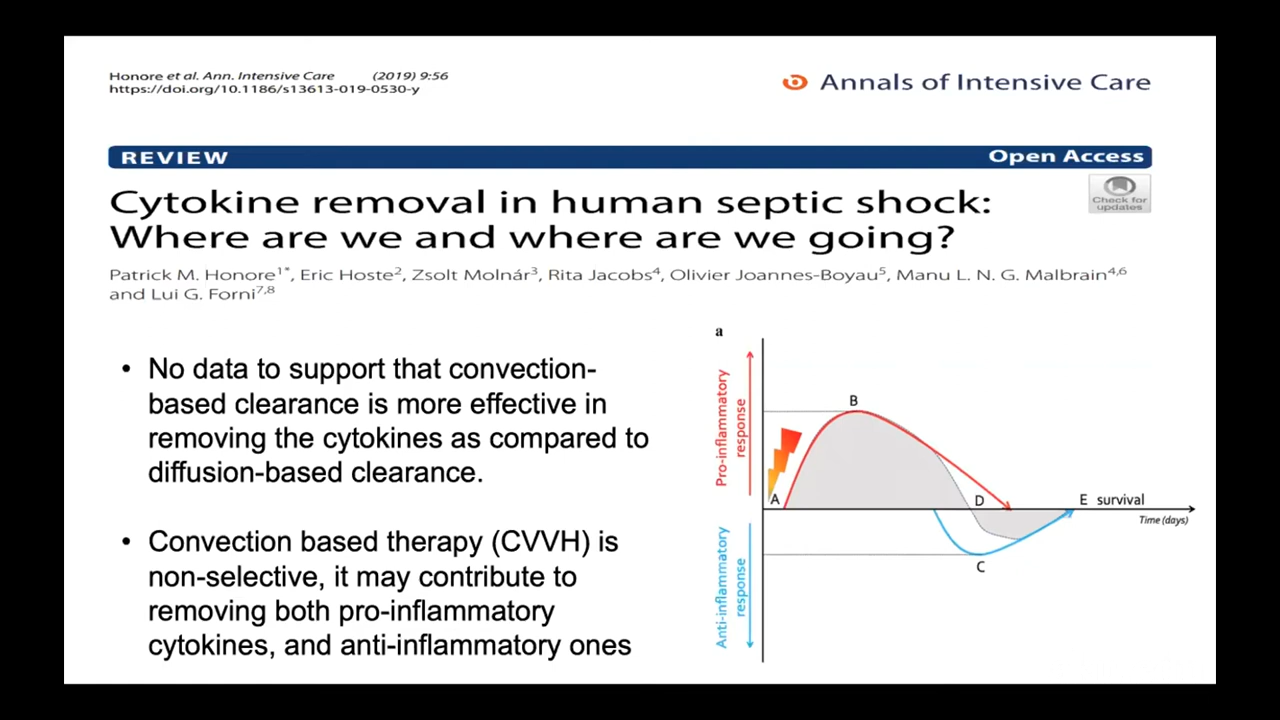 Honore et al. Ann. Intensive Care (2019) 9:56
https://doi.org/10.1186/s13613-019-0530-y
Annals of Intensive Care
REVIEW
Open Access
Cytokine removal in human septic shock:
Where are we and where are we going?
Check for
updates
Patrick M. Honore1*, Eric Hoste2, Zsolt Molnár3, Rita Jacobs4, Olivier Joannes-Boyau5, Manu L. N. G. Malbrain4,6
and Lui G. Forni7,8
• No data to support that convection-
based clearance is more effective in
removing the cytokines as compared to
diffusion-based clearance.
• Convection based therapy (CVVH) is
non-selective, it may contribute to
removing both pro-inflammatory
cytokines, and anti-inflammatory ones
a
Pro-inflammatory
response
Anti-inflammatory
response
A
B
C
D
E survival
Time (days)